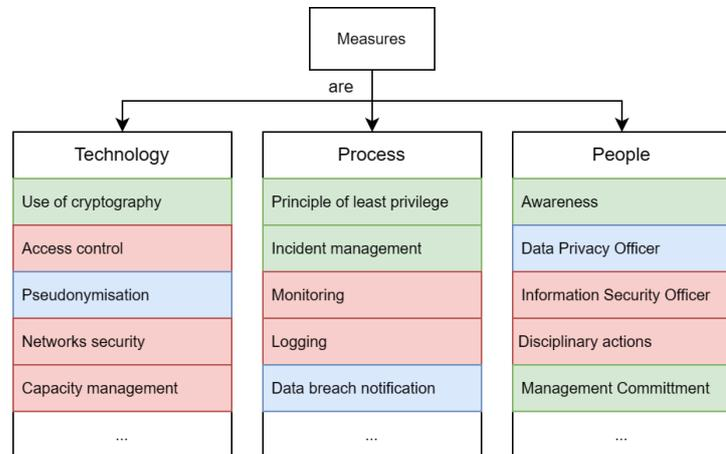 Measures
are
Technology
Use of cryptography
Access control
Pseudonymisation
Networks security
Capacity management
...
Process
Principle of least privilege
Incident management
Monitoring
Logging
Data breach notification
...
People
Awareness
Data Privacy Officer
Information Security Officer
Disciplinary actions
Management Committment
...